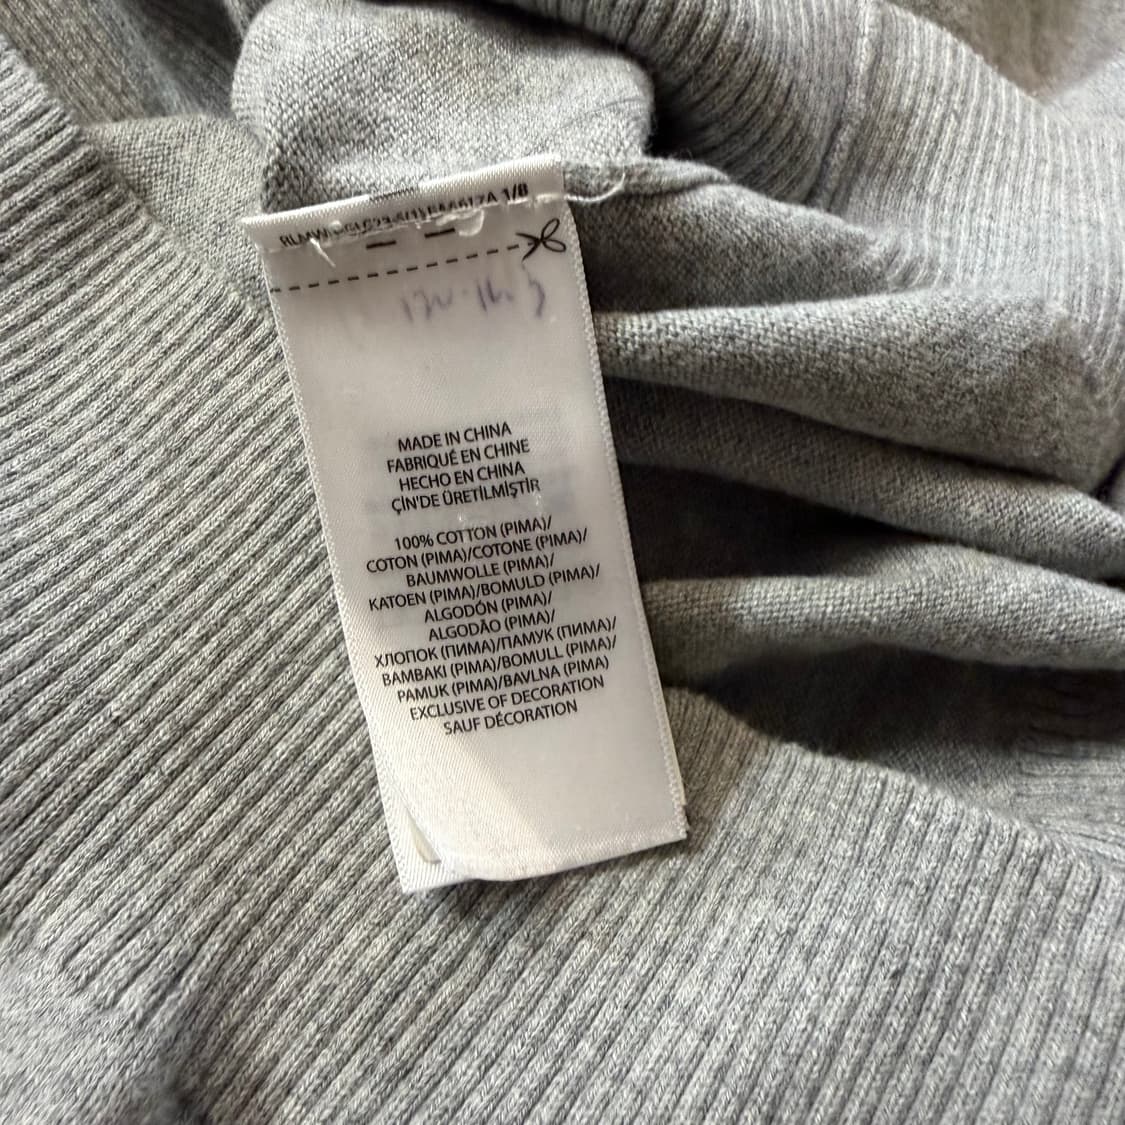 1/8
MADE IN CHINA
FABRIQUÉ EN CHINE
HECHO EN CHINA
ÇİN'DE ÜRETİLMİŞTİR
100% COTTON (PIMA)/
COTON (PIMA)/COTONE (PIMA)/
BAUMWOLLE (PIMA)/
KATOEN (PIMA)/BOMULD (PIMA)/
ALGODÓN (PIMA)/
ALGODÃO (PIMA)/
ХЛОПОК (ПИМА)/ПАМУК (ПИМА)/
BAMBAKI (PIMA)/BOMULL (PIMA)/
PAMUK (PIMA)/BAVLNA (PIMA)
EXCLUSIVE OF DECORATION
SAUF DÉCORATION